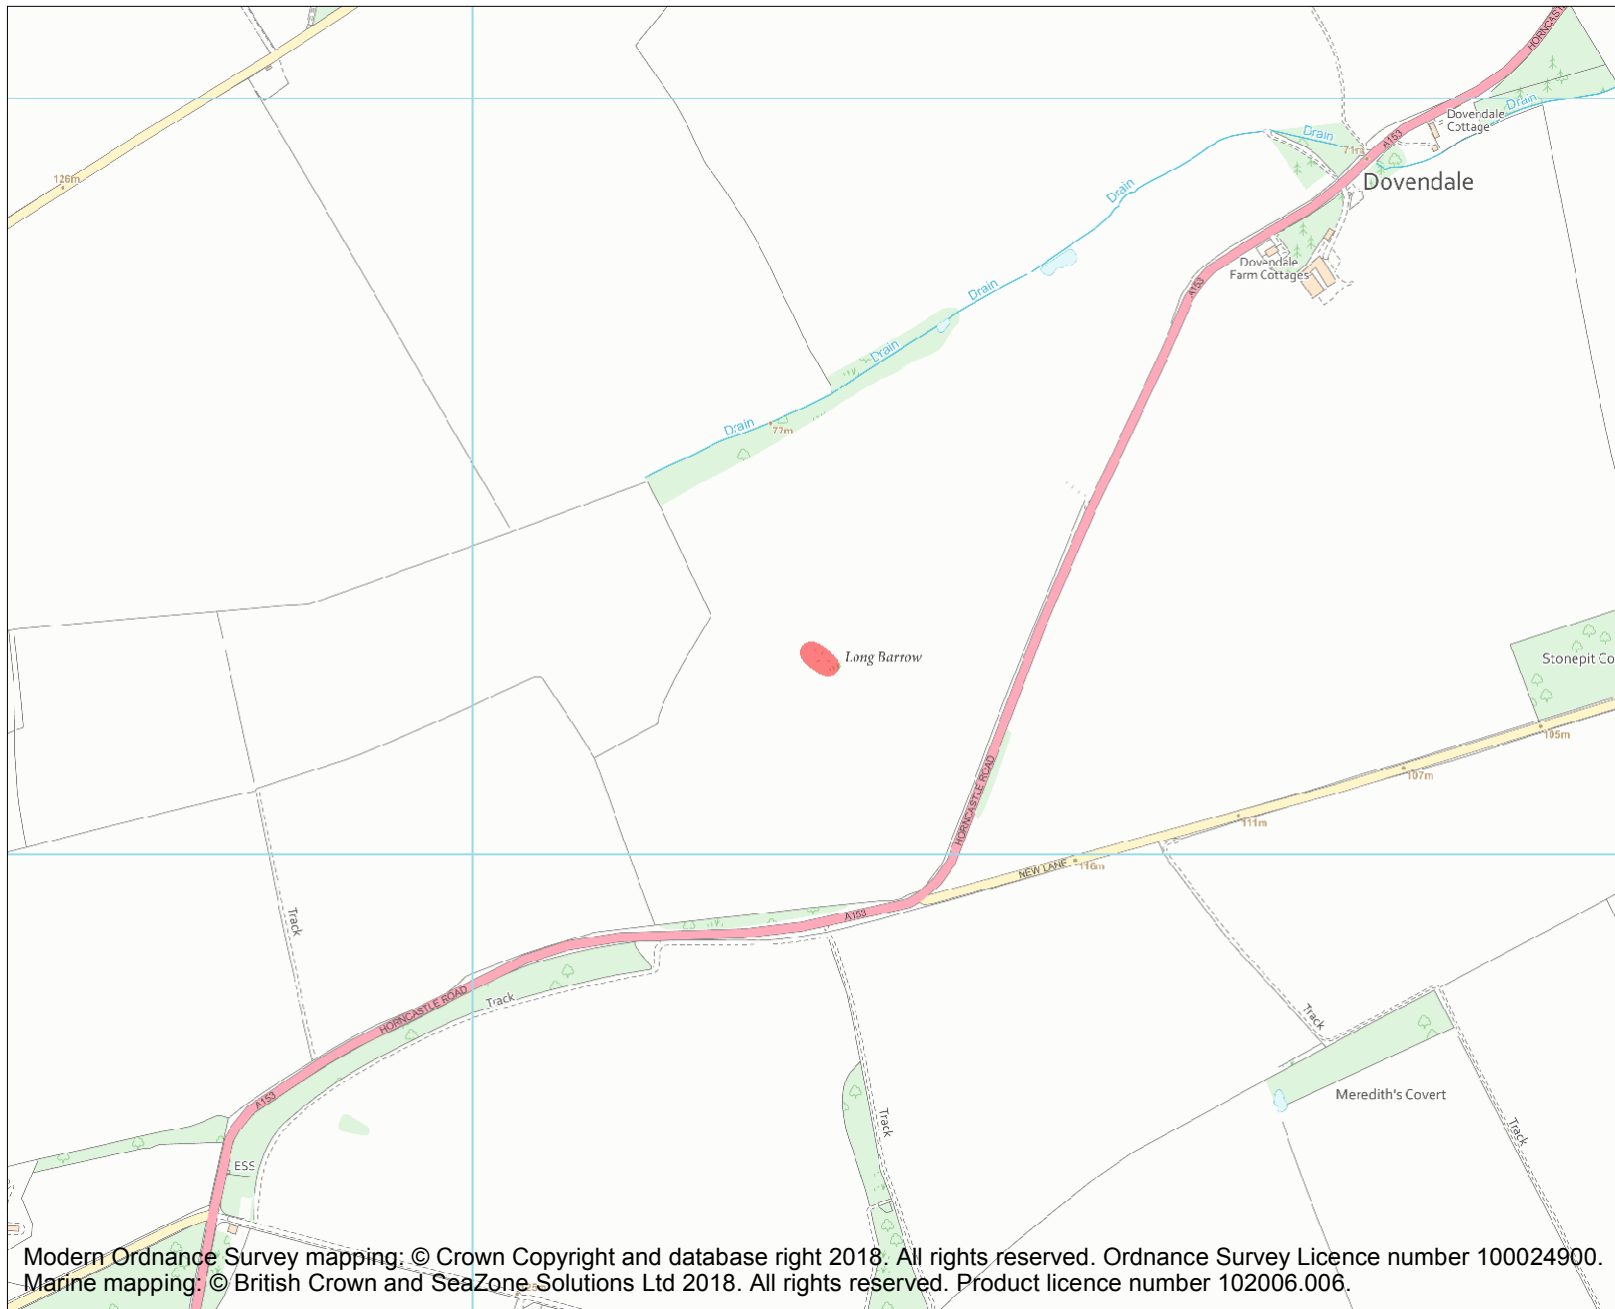 HORNCAST
Drain
Dovendale
Cottage
A153
Drain
71m
126m
Dovendale
Drain
Dovendale
Farm Cottages
A153
Drain
Drain
Drain
77m
Long Barrow
Stonepit Co
105m
107m
HORNCASTLE ROAD
111m
NEW LANE
116m
A153
Track
Track
HORNCASTLE ROAD
Track
A153
Meredith's Covert
Track
Track
ESS
Modern Ordnance Survey mapping: © Crown Copyright and database right 2018. All rights reserved. Ordnance Survey Licence number 100024900.
Marine mapping: © British Crown and SeaZone Solutions Ltd 2018. All rights reserved. Product licence number 102006.006.